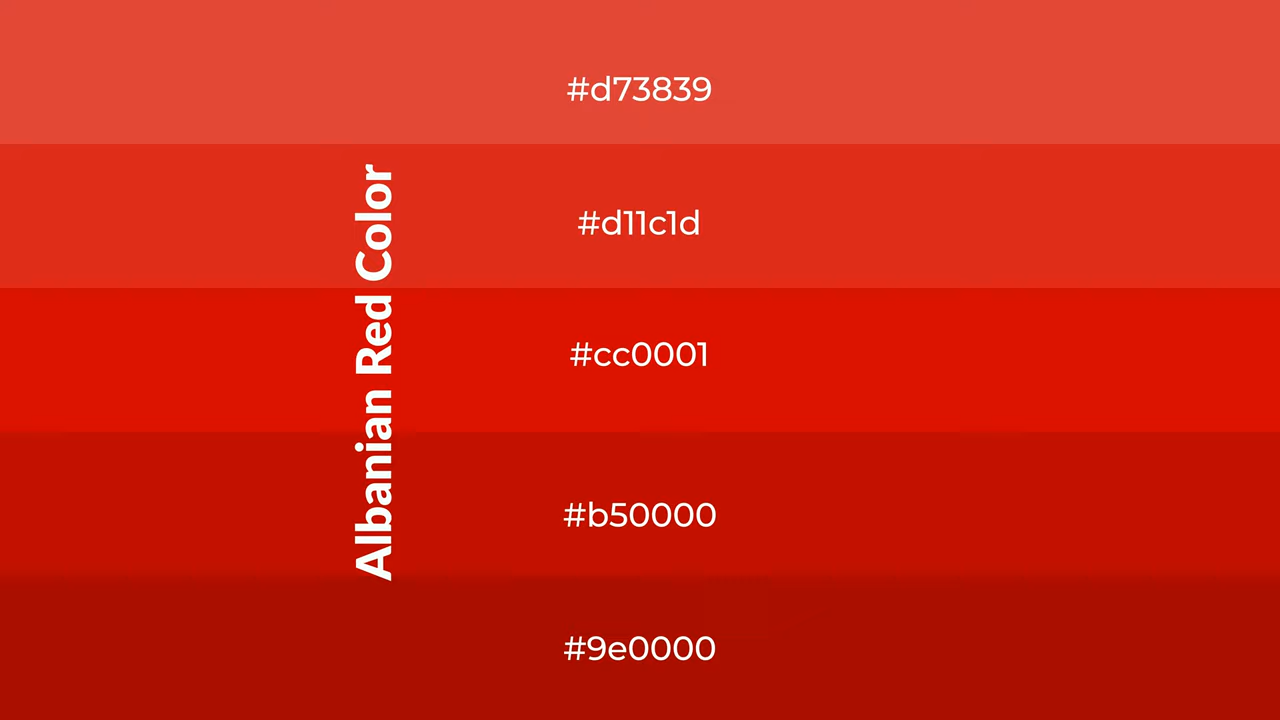 Albanian Red Color
#d73839
#d11c1d
#cc0001
#b50000
#9e0000